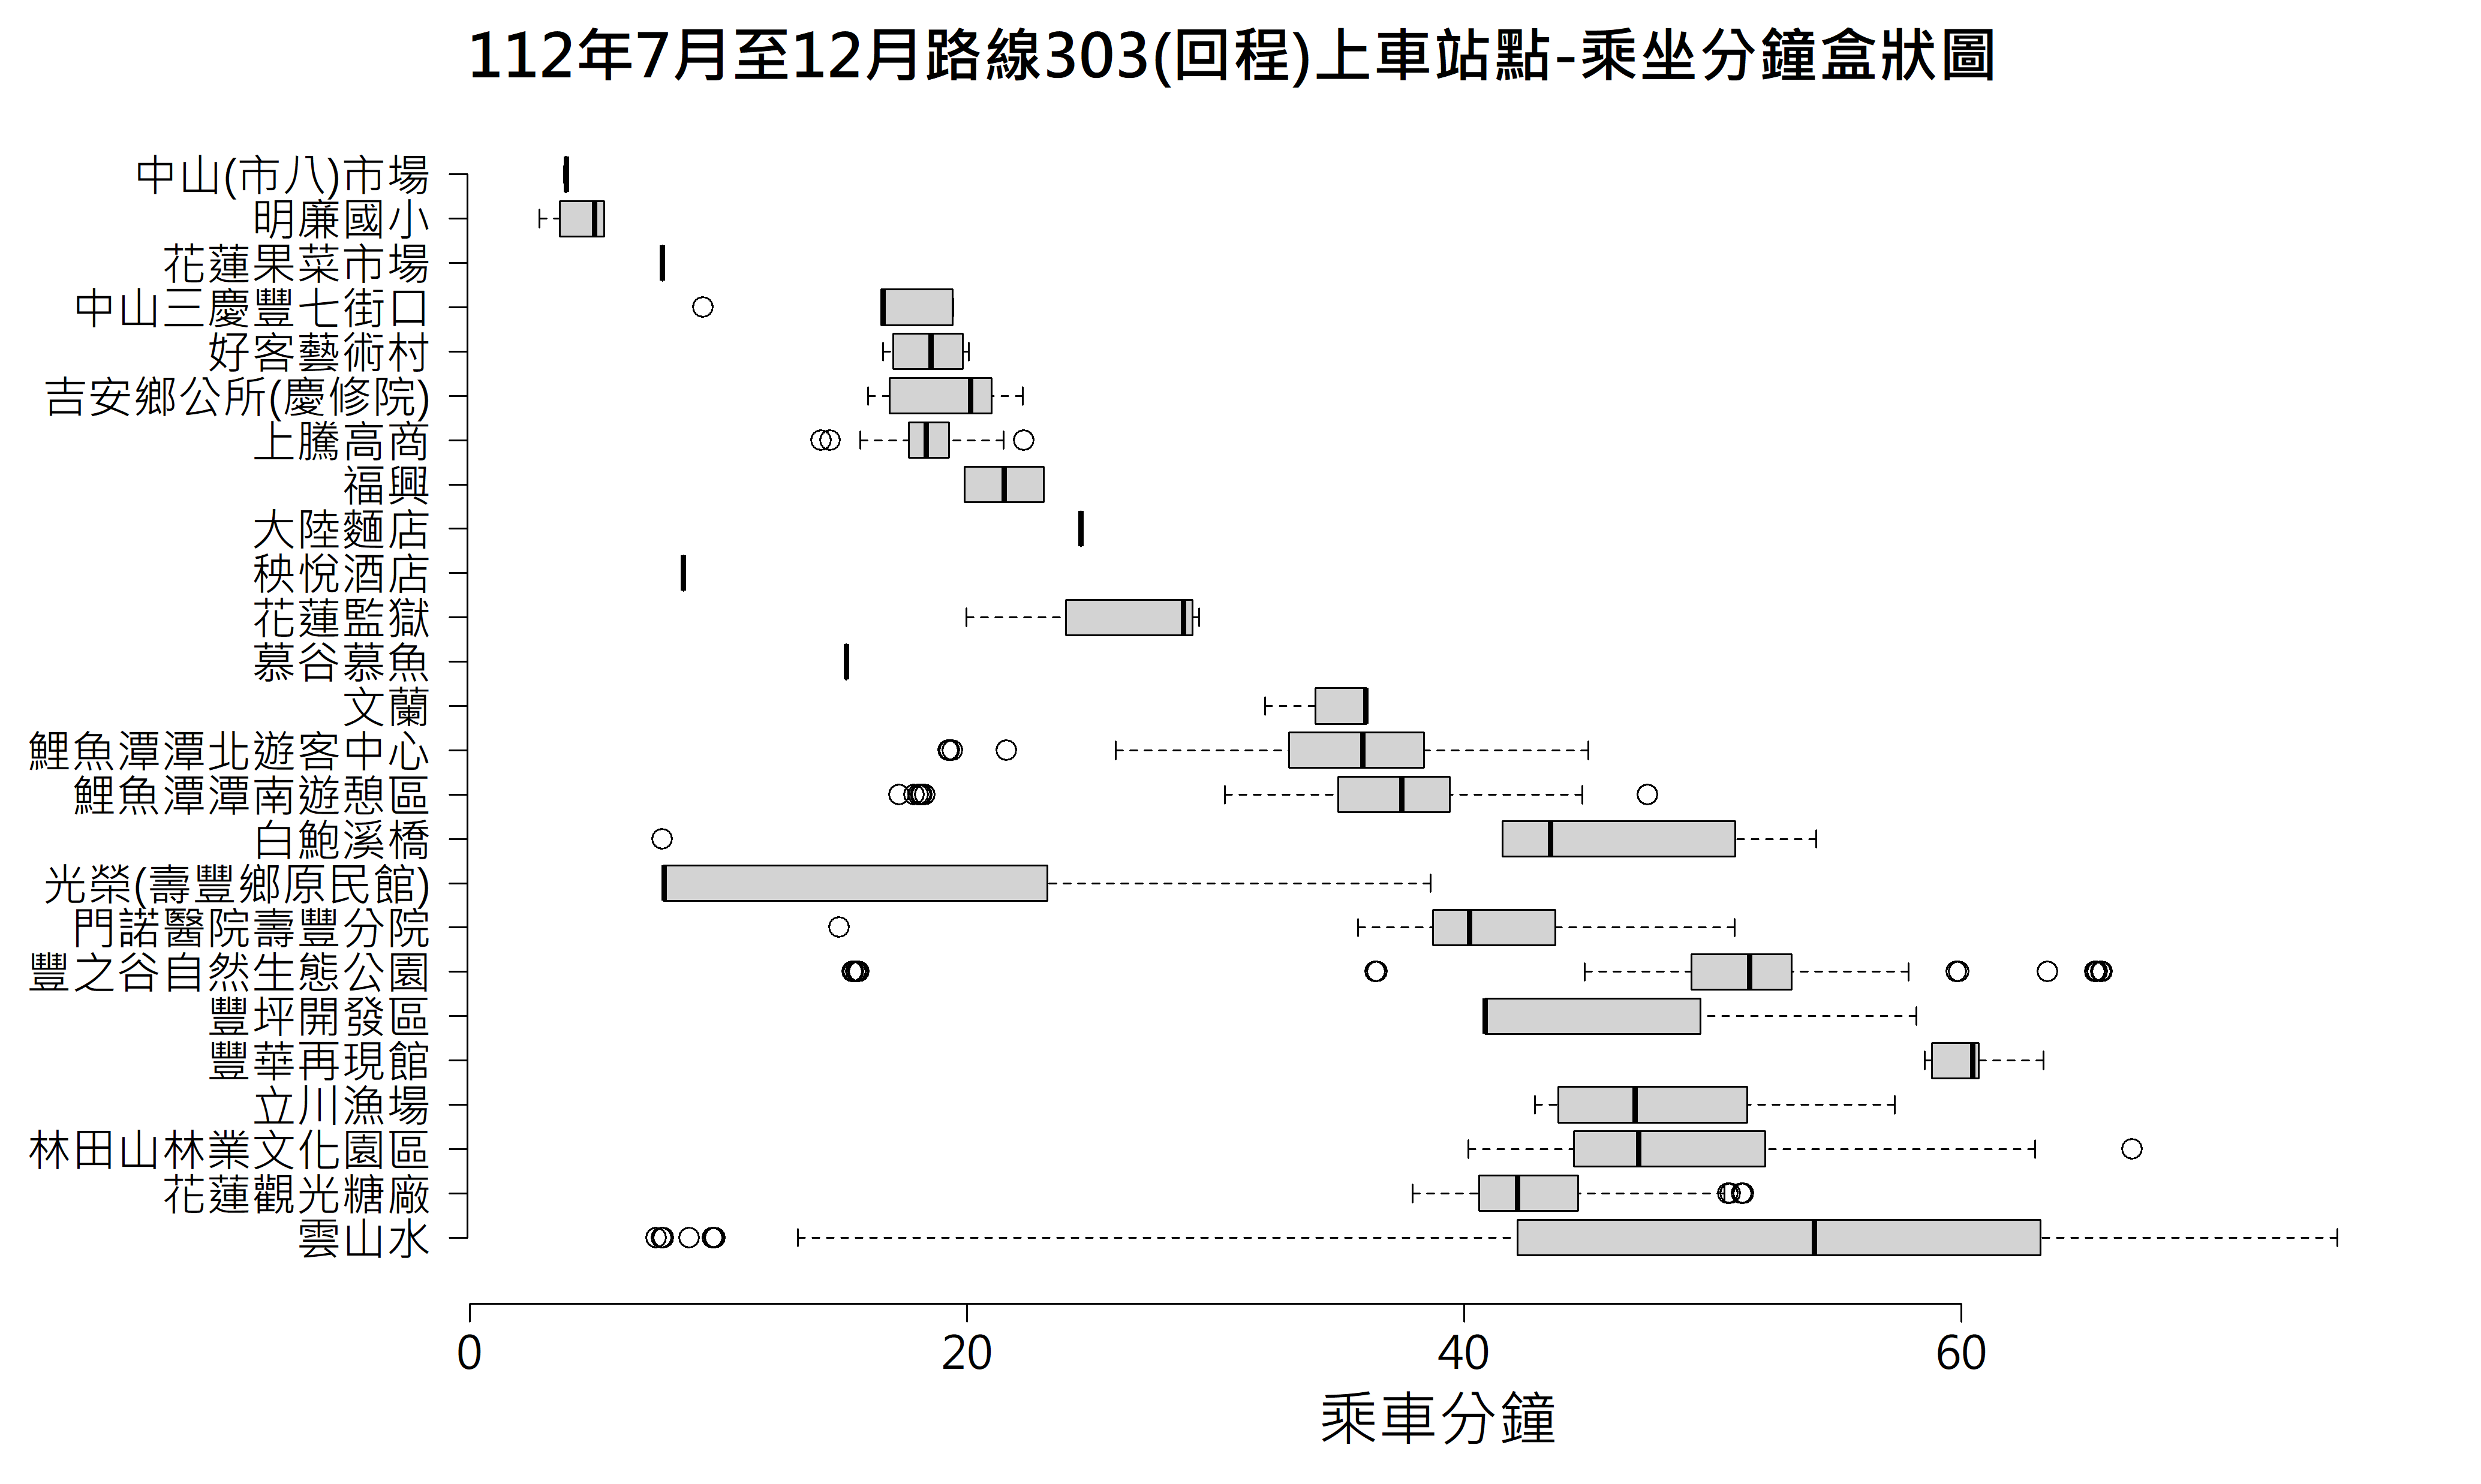 112年7月至12月路線303(回程)上車站點-乘坐分鐘盒狀圖
中山(市八)市場
明廉國小
花蓮果菜市場
中山三慶豐七街口
好客藝術村
吉安鄉公所(慶修院)
上騰高商
福興
大陸麵店
秧悅酒店
花蓮監獄
慕谷慕魚
文蘭
鯉魚潭潭北遊客中心
鯉魚潭潭南遊憩區
白鮑溪橋
光榮(壽豐鄉原民館)
門諾醫院壽豐分院
豐之谷自然生態公園
豐坪開發區
豐華再現館
立川漁場
林田山林業文化園區
花蓮觀光糖廠
雲山水
0 20 40 60
乘車分鐘